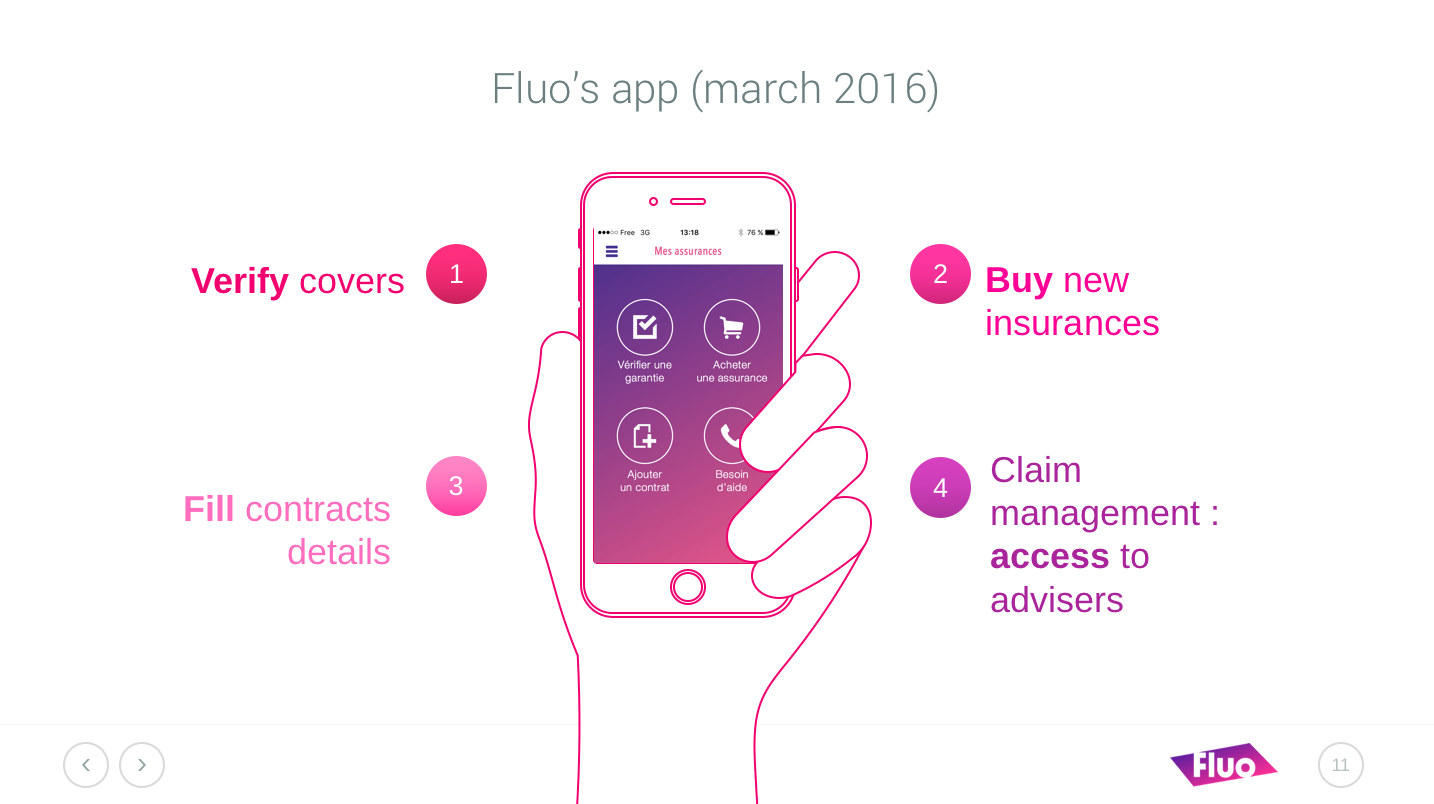 Fluo’s app (march 2016)
Verify covers
1
2
Buy new
insurances
Free 3G 13:18 76 %
Mes assurances
Vérifier une
garantie
Acheter
une assurance
Ajouter
un contrat
Besoin
d'aide
Fill contracts
details
3
4
Claim
management :
access to
advisers
Fluo
11